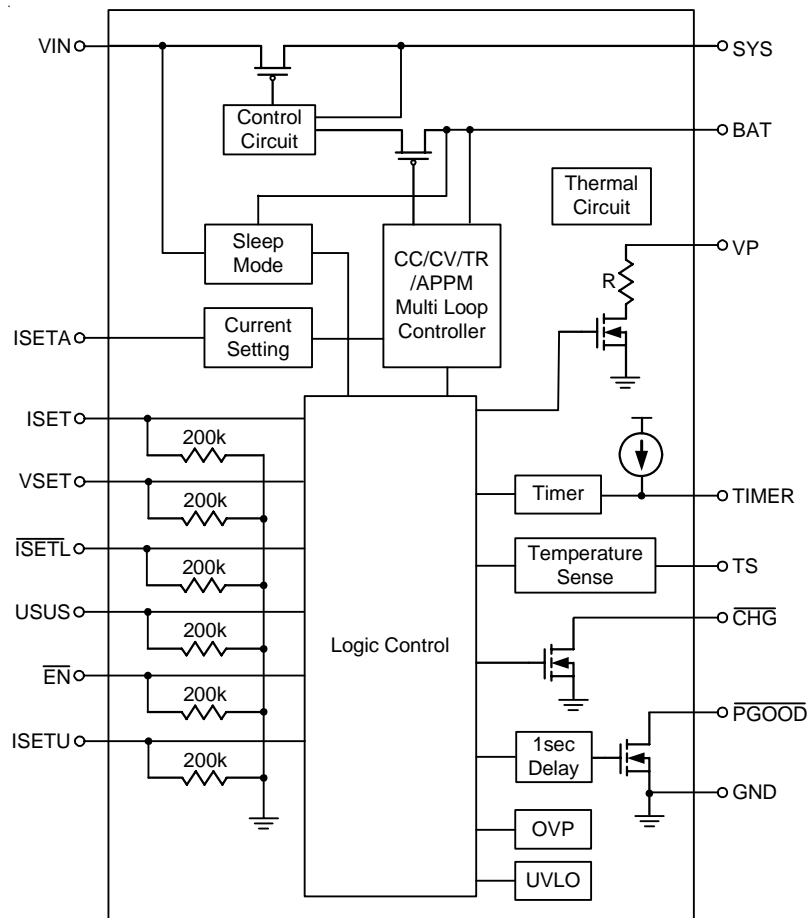 VIN
SYS
Control
Circuit
BAT
Thermal
Circuit
Sleep
Mode
CC/CV/TR
/APPM
Multi Loop
Controller
VP
R
ISETA
Current
Setting
ISET
200k
VSET
200k
Timer
TIMER
ISETL
200k
Temperature
Sense
TS
USUS
200k
CHG
Logic Control
EN
200k
PGOOD
ISETU
200k
1sec
Delay
GND
OVP
UVLO